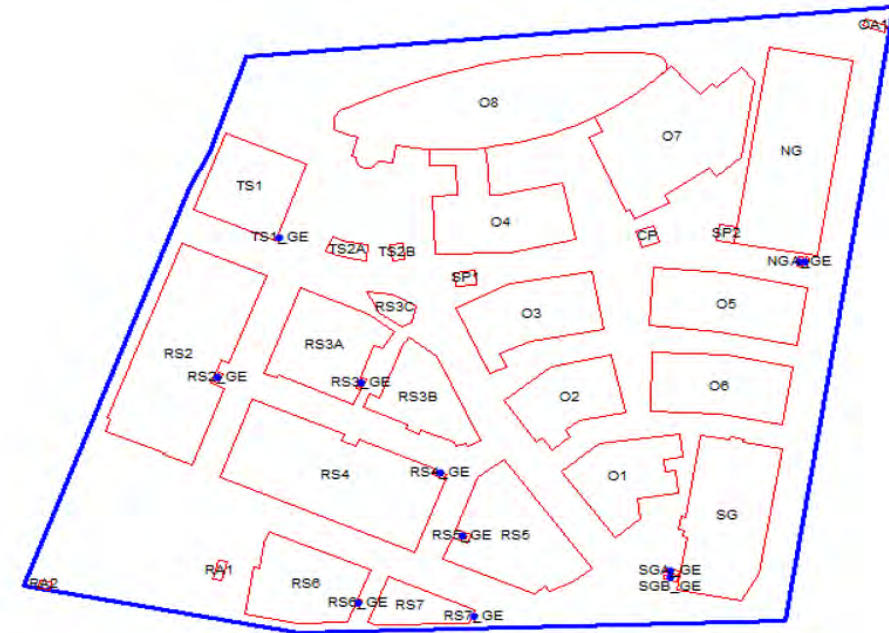 CA1
O8
O7
NG
TS1
O4
TS1_GE
TS2A
TS2B
CP
SP2
NGA_GE
SP1
RS3C
O5
O3
RS2
RS3A
RS2_GE
RS3_GE
RS3B
O2
O6
RS4
RS4_GE
O1
SG
RS5_GE
RS5
RA1
RA2
RS6
SGA_GE
SGB_GE
RS6_GE
RS7
RS7_GE